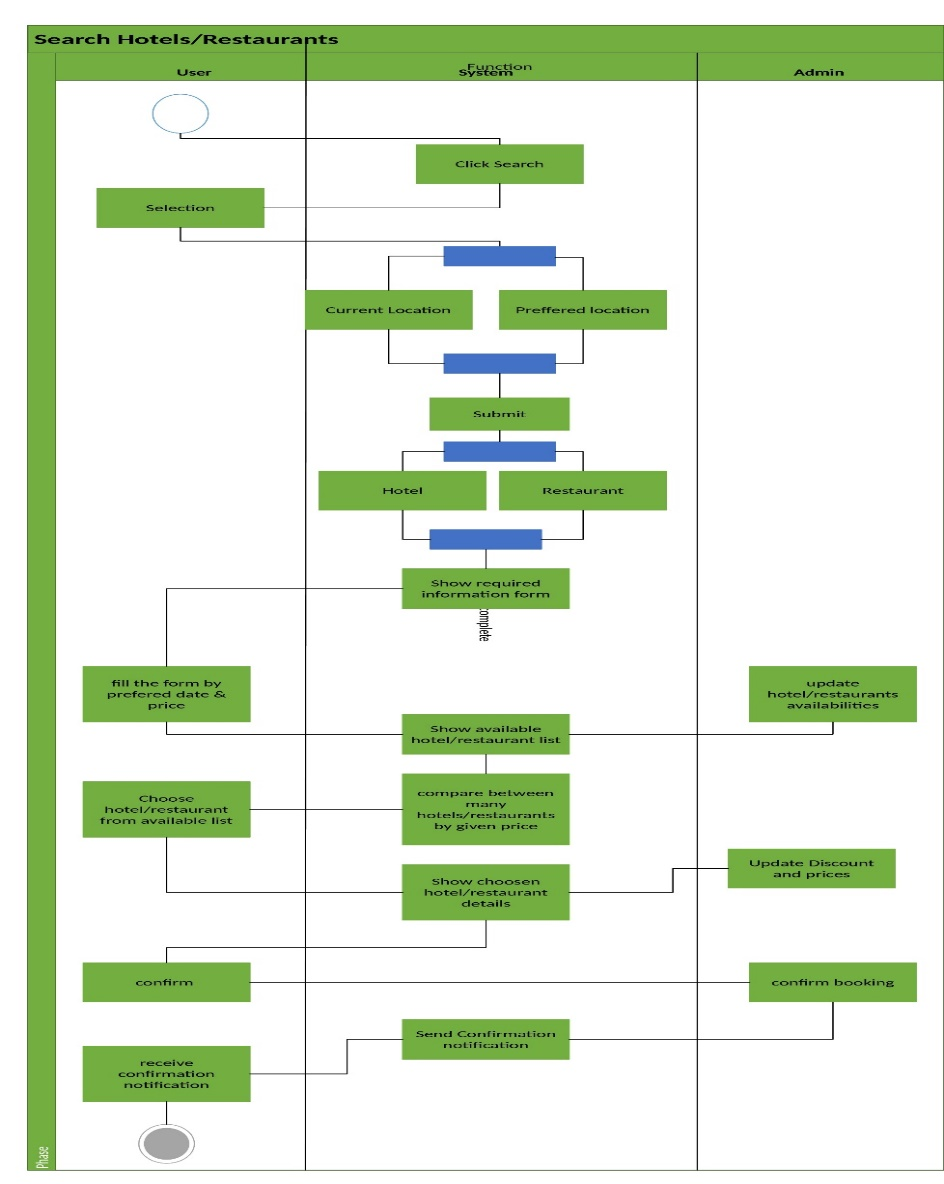 Search Hotels/Restaurants
Function
User
System
Admin
Click Search
Selection
Current Location
Preffered location
Submit
Hotel
Restaurant
Show required
information form
complete
fill the form by
prefered date &
price
update
hotel/restaurants
availabilities
Show available
hotel/restaurant list
Choose
hotel/restaurant
from available list
compare between
many
hotels/restaurants
by given price
Update Discount
and prices
Show choosen
hotel/restaurant
details
confirm
confirm booking
Send Confirmation
notification
receive
confirmation
notification
Phase